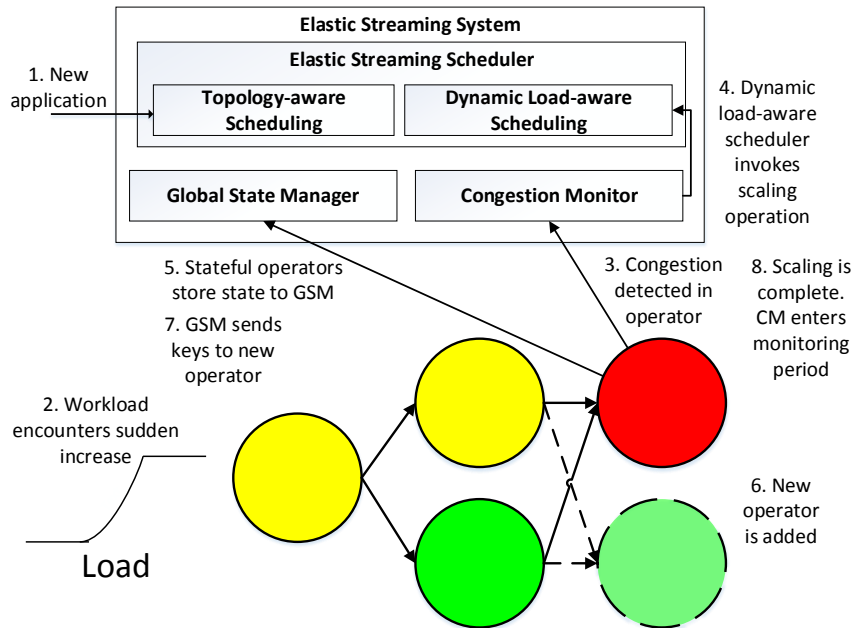 Elastic Streaming System
Elastic Streaming Scheduler
1. New
application
Topology-aware
Scheduling
Dynamic Load-aware
Scheduling
4. Dynamic
load-aware
scheduler
invokes
scaling
operation
Global State Manager
Congestion Monitor
5. Stateful operators
store state to GSM
7. GSM sends
keys to new
operator
3. Congestion
detected in
operator
8. Scaling is
complete.
CM enters
monitoring
period
2. Workload
encounters sudden
increase
Load
6. New
operator
is added